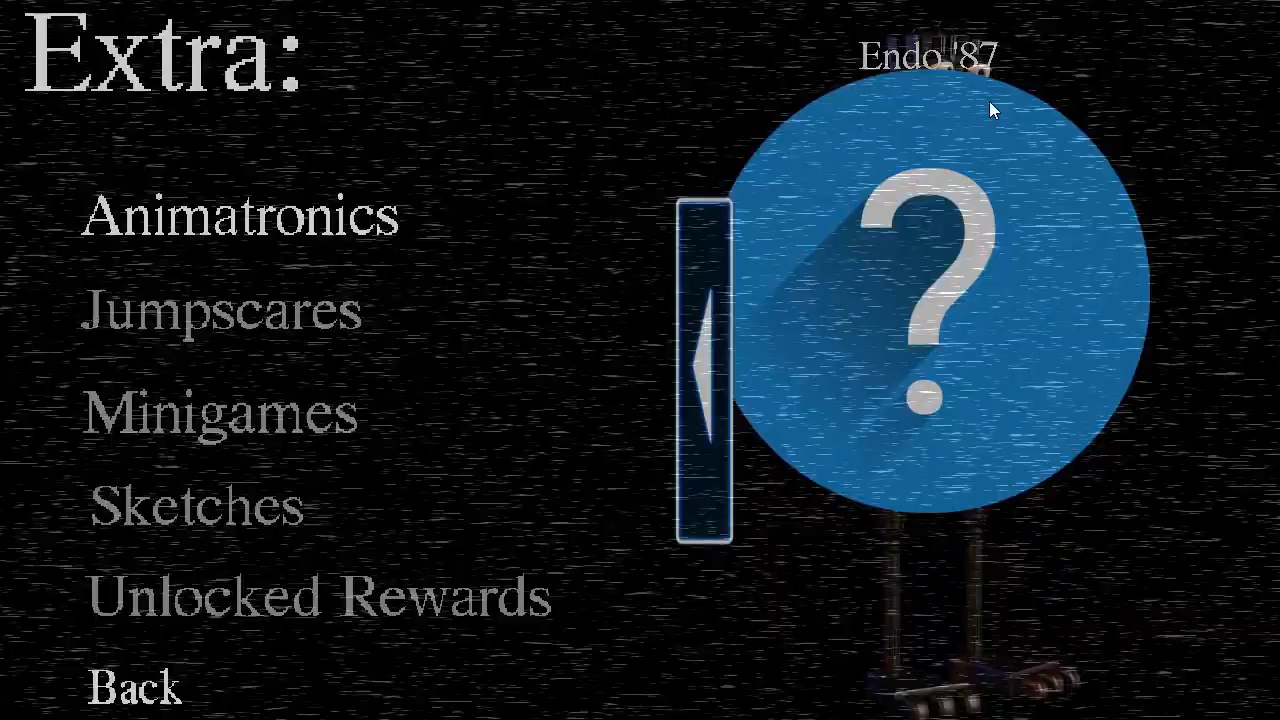 Extra:
Endo '87
?
Animatronics
Jumpscares
Minigames
Sketches
Unlocked Rewards
Back